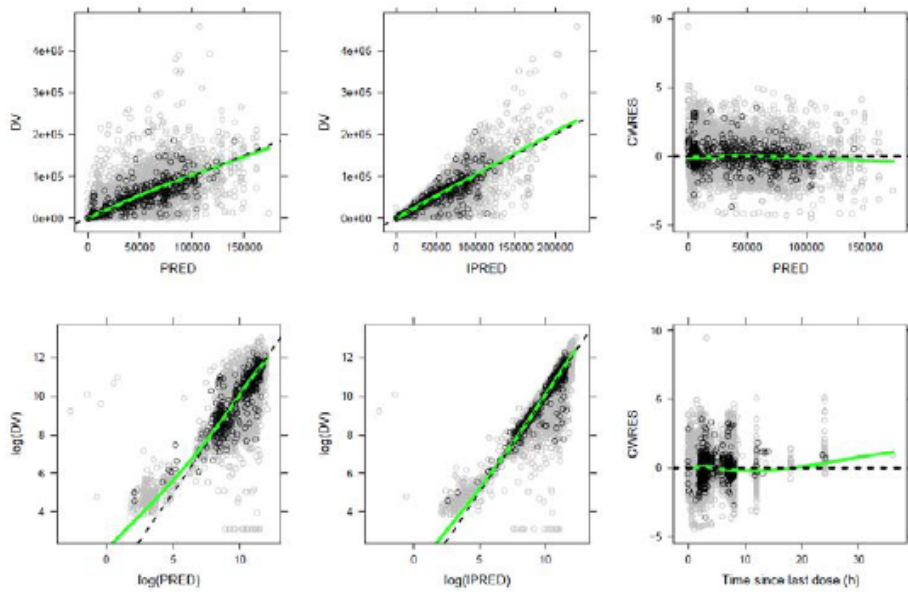 4e+05
3e+05
2e+05
1e+05
0e+00
DV
0 50000 100000 150000
PRED
4e+05
3e+05
2e+05
1e+05
0e+00
DV
0 50000 100000 150000 200000
IPRED
10
5
0
-5
CWRES
0 50000 100000 150000
PRED
12
10
8
6
4
log(DV)
0 5 10
log(PRED)
12
10
8
6
4
log(DV)
0 5 10
log(IPRED)
10
5
0
-5
CWRES
0 10 20 30
Time since last dose (h)